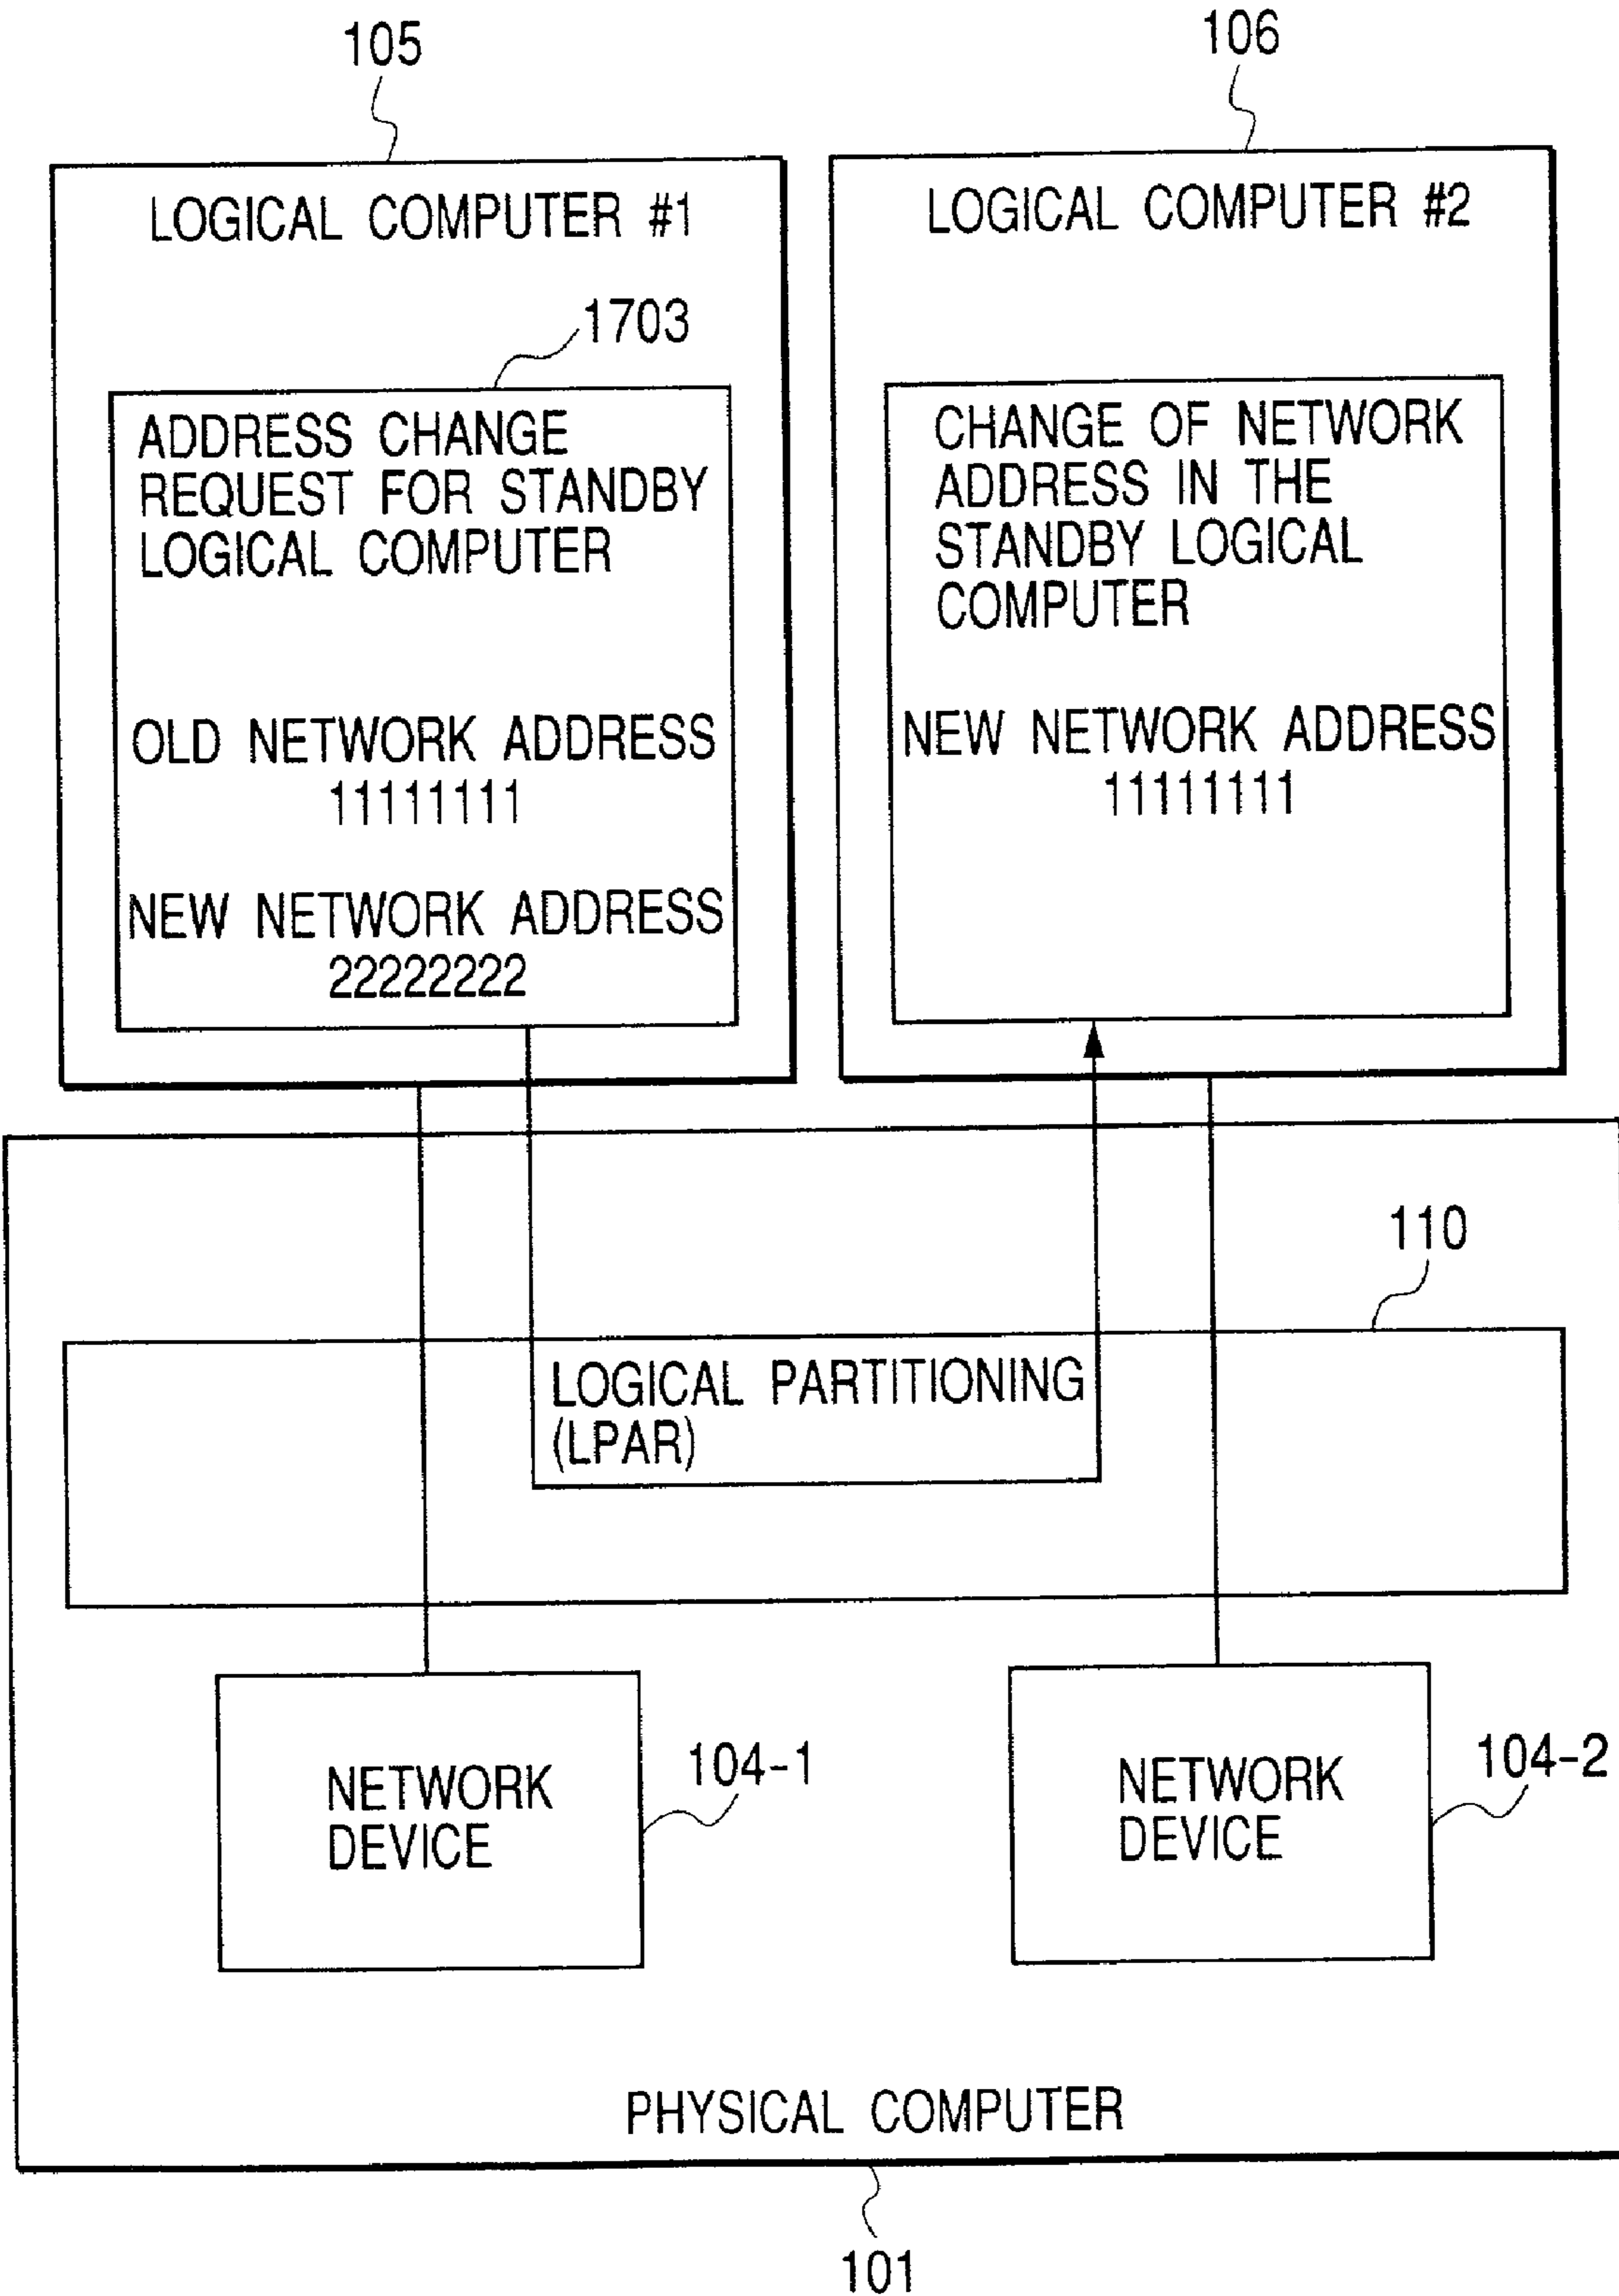 105
106
LOGICAL COMPUTER #1
LOGICAL COMPUTER #2
1703
ADDRESS CHANGE
REQUEST FOR STANDBY
LOGICAL COMPUTER
OLD NETWORK ADDRESS
11111111
NEW NETWORK ADDRESS
22222222
CHANGE OF NETWORK
ADDRESS IN THE
STANDBY LOGICAL
COMPUTER
NEW NETWORK ADDRESS
11111111
110
LOGICAL PARTITIONING
(LPAR)
NETWORK
DEVICE
104-1
NETWORK
DEVICE
104-2
PHYSICAL COMPUTER
101